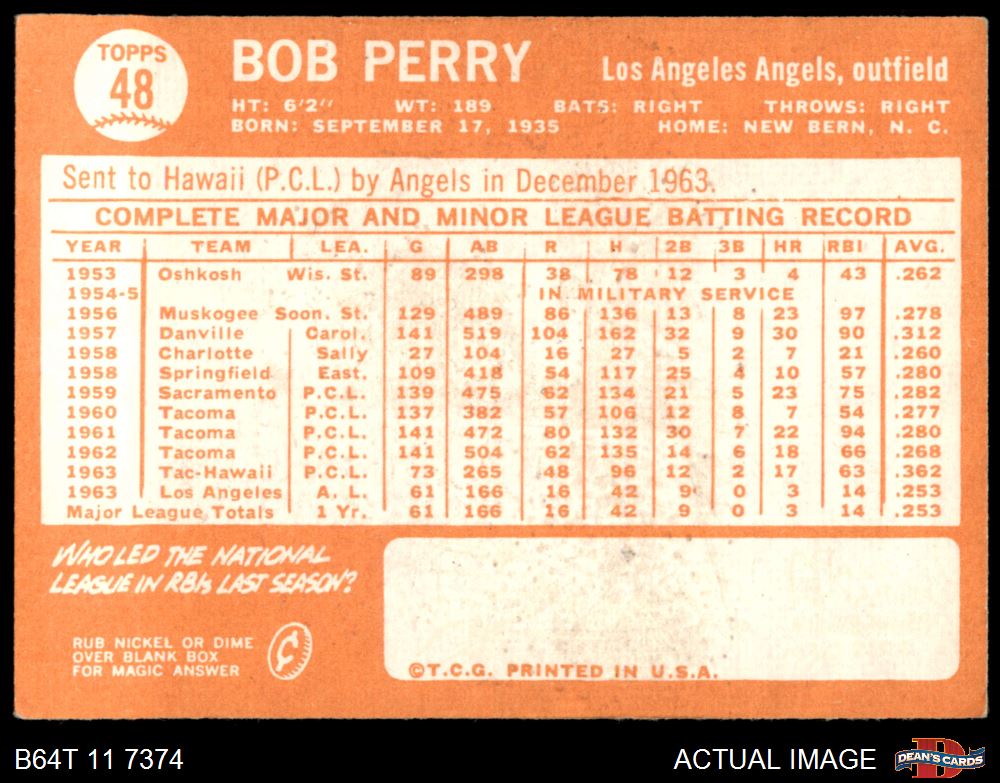 TOPPS
48
BOB PERRY
Los Angeles Angels, outfield
HT: 6'2" WT: 189 BATS: RIGHT THROWS: RIGHT
BORN: SEPTEMBER 17, 1935 HOME: NEW BERN, N. C.
Sent to Hawaii (P.C.L.) by Angels in December 1963.
COMPLETE MAJOR AND MINOR LEAGUE BATTING RECORD
YEAR TEAM LEA. G AB R H 2B 3B HR RBI AVG.
1953 Oshkosh Wis. St. 89 298 38 78 12 3 4 43 .262
1954-5 IN MILITARY SERVICE
1956 Muskogee Soon. St. 129 489 86 136 13 8 23 97 .278
1957 Danville Carol. 141 519 104 162 32 9 30 90 .312
1958 Charlotte Sally 27 104 16 27 5 2 7 21 .260
1958 Springfield East. 109 418 54 117 25 4 10 57 .280
1959 Sacramento P.C.L. 139 475 62 134 21 5 23 75 .282
1960 Tacoma P.C.L. 137 382 57 106 12 8 7 54 .277
1961 Tacoma P.C.L. 141 472 80 132 30 7 22 94 .280
1962 Tacoma P.C.L. 141 504 62 135 14 6 18 66 .268
1963 Tac-Hawaii P.C.L. 73 265 48 96 12 2 17 63 .362
1963 Los Angeles A. L. 61 166 16 42 9 0 3 14 .253
Major League Totals 1 Yr. 61 166 16 42 9 0 3 14 .253
WHO LED THE NATIONAL
LEAGUE IN RBIs LAST SEASON?
RUB NICKEL OR DIME
OVER BLANK BOX
FOR MAGIC ANSWER
©T.C.G. PRINTED IN U.S.A.
B64T 11 7374
ACTUAL IMAGE
D
DEAN'S CARDS